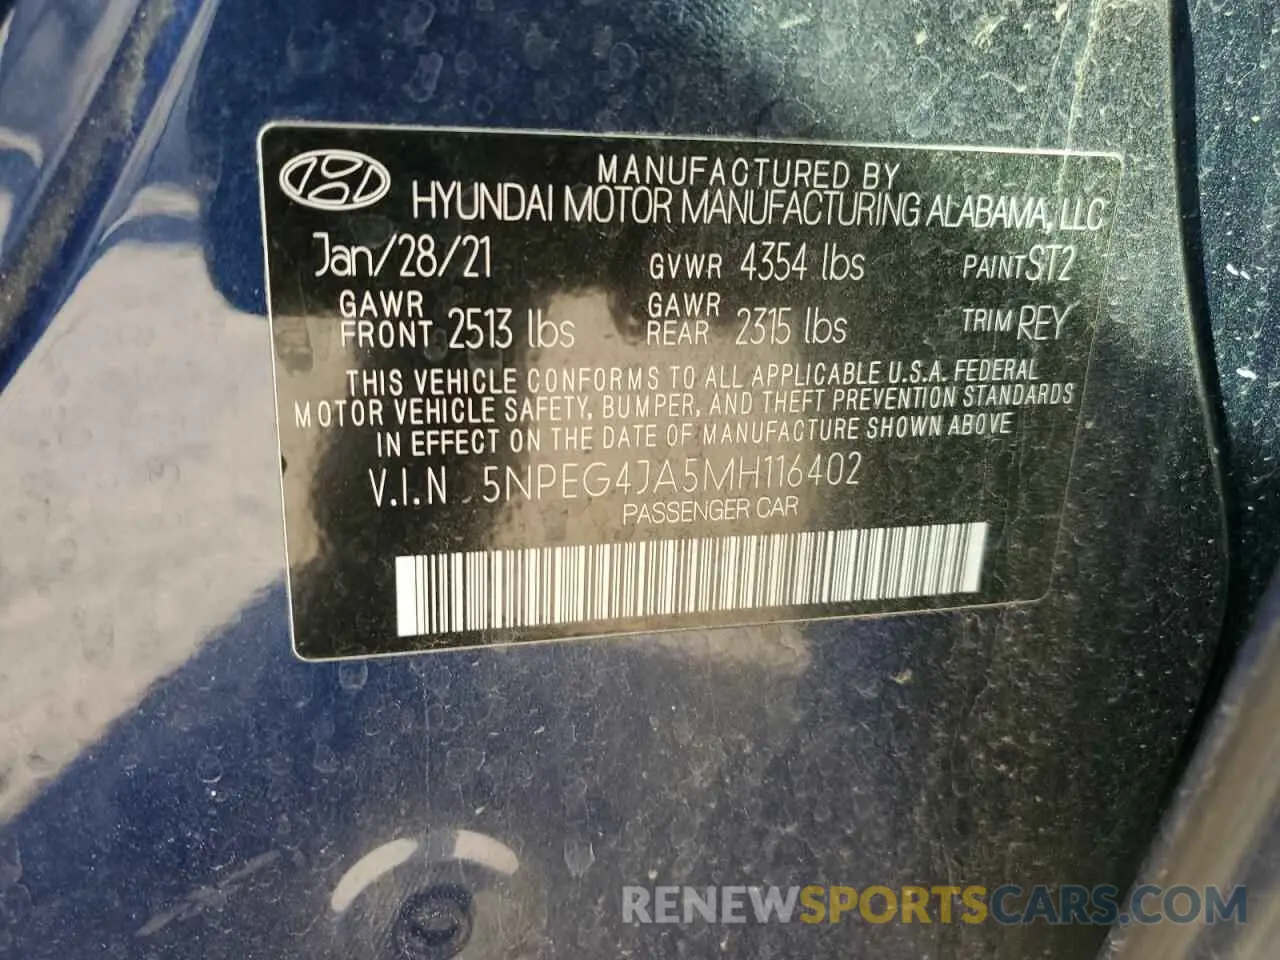 MANUFACTURED BY
HYUNDAI MOTOR MANUFACTURING ALABAMA, LLC
Jan/28/21 GVWR 4354 lbs PAINT ST2
GAWR FRONT 2513 lbs GAWR REAR 2315 lbs TRIM REY
THIS VEHICLE CONFORMS TO ALL APPLICABLE U.S.A. FEDERAL
MOTOR VEHICLE SAFETY, BUMPER, AND THEFT PREVENTION STANDARDS
IN EFFECT ON THE DATE OF MANUFACTURE SHOWN ABOVE
V.I.N. 5NPEG4JA5MH116402
PASSENGER CAR
RENEWSPORTSCARS.COM